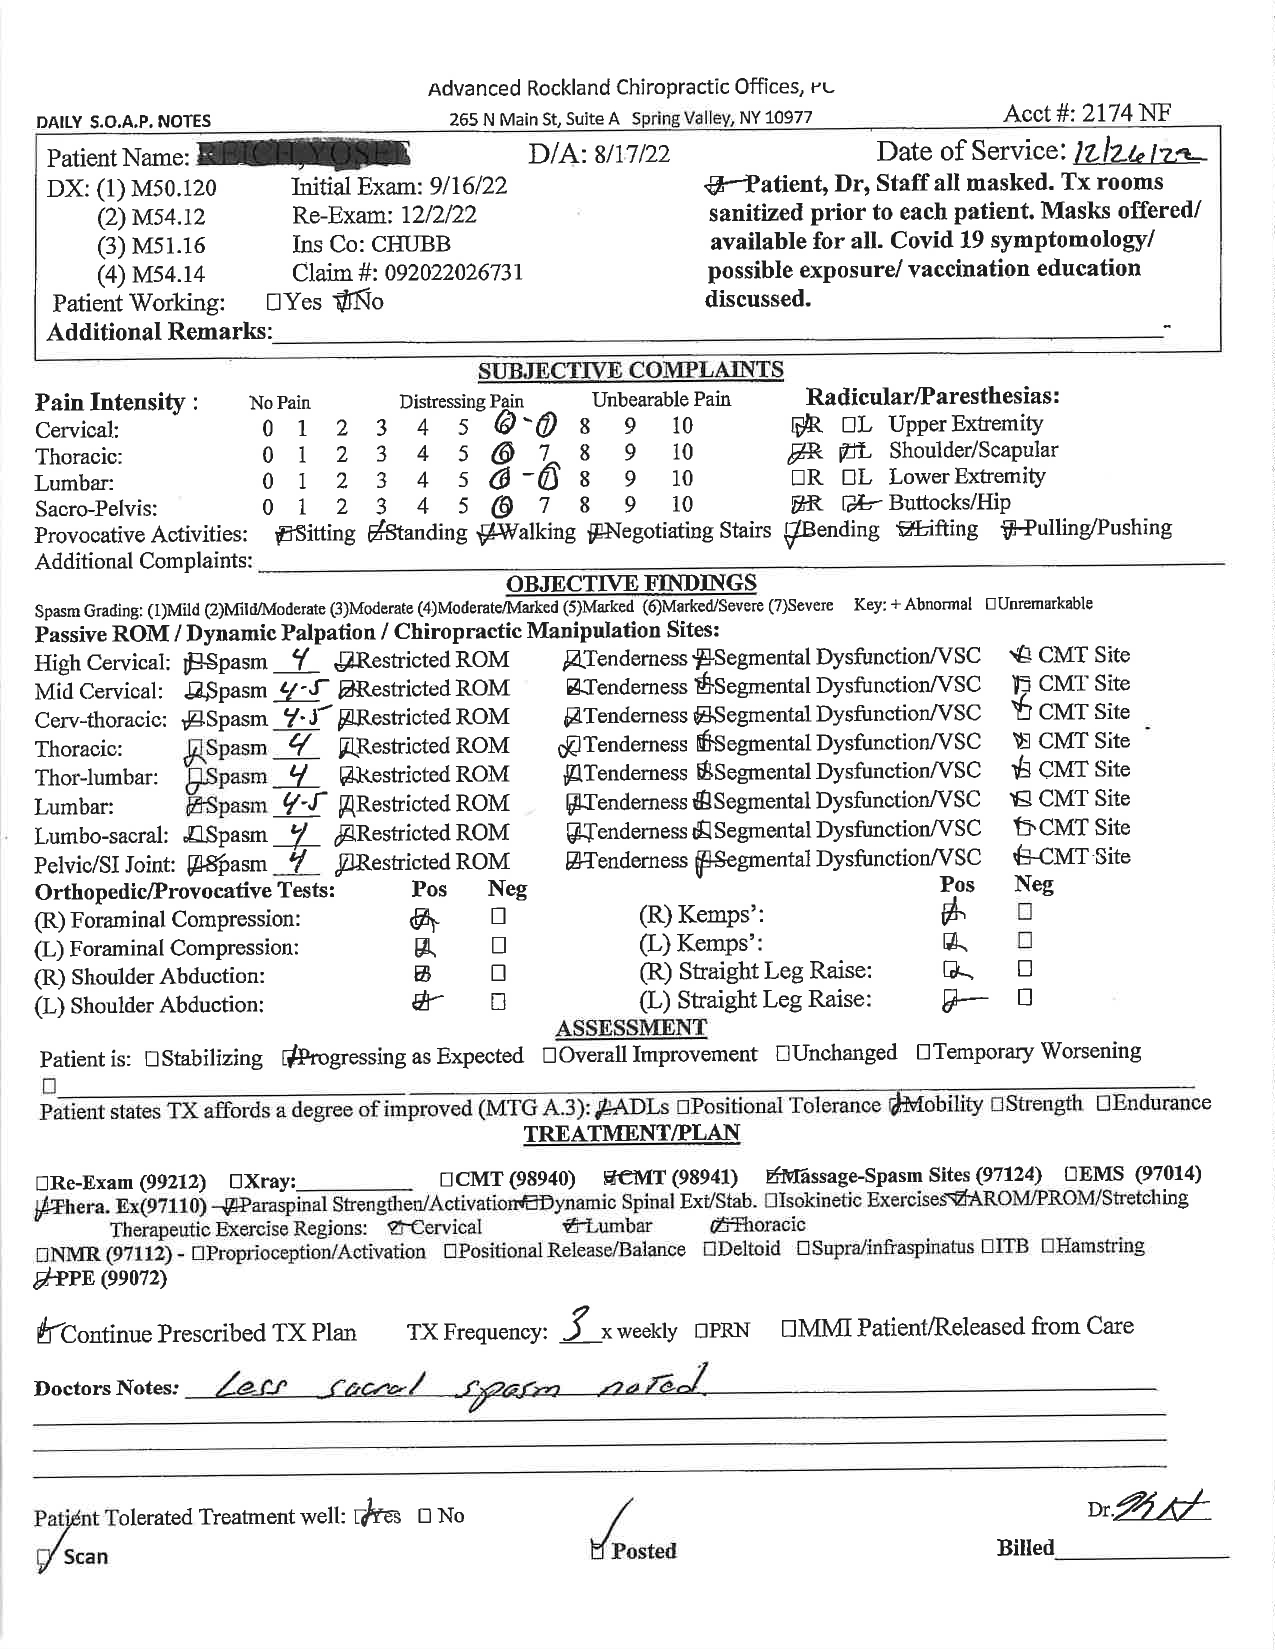 Advanced Rockland Chiropractic Offices, PC
DAILY S.O.A.P. NOTES 265 N Main St, Suite A Spring Valley, NY 10977 Acct #: 2174 NF
Patient Name: D/A: 8/17/22 Date of Service: 12/26/22
DX: (1) M50.120 Initial Exam: 9/16/22 ☑Patient, Dr, Staff all masked. Tx rooms
(2) M54.12 Re-Exam: 12/2/22 sanitized prior to each patient. Masks offered/
(3) M51.16 Ins Co: CHUBB available for all. Covid 19 symptomology/
(4) M54.14 Claim #: 092022026731 possible exposure/ vaccination education
Patient Working: ☐Yes ☑No discussed.
Additional Remarks:
SUBJECTIVE COMPLAINTS
Pain Intensity : No Pain Distressing Pain Unbearable Pain Radicular/Paresthesias:
Cervical: 0 1 2 3 4 5 6 - 7 8 9 10 ☑R ☐L Upper Extremity
Thoracic: 0 1 2 3 4 5 6 7 8 9 10 ☑R ☑L Shoulder/Scapular
Lumbar: 0 1 2 3 4 5 6 - 7 8 9 10 ☐R ☐L Lower Extremity
Sacro-Pelvis: 0 1 2 3 4 5 6 7 8 9 10 ☑R ☑L Buttocks/Hip
Provocative Activities: ☑Sitting ☑Standing ☑Walking ☑Negotiating Stairs ☑Bending ☑Lifting ☑Pulling/Pushing
Additional Complaints:
OBJECTIVE FINDINGS
Spasm Grading: (1)Mild (2)Mild/Moderate (3)Moderate (4)Moderate/Marked (5)Marked (6)Marked/Severe (7)Severe Key: + Abnormal ☐Unremarkable
Passive ROM / Dynamic Palpation / Chiropractic Manipulation Sites:
High Cervical: ☑Spasm 4 ☑Restricted ROM ☑Tenderness ☑Segmental Dysfunction/VSC ☑ CMT Site
Mid Cervical: ☑Spasm 4-5 ☑Restricted ROM ☑Tenderness ☑Segmental Dysfunction/VSC ☑ CMT Site
Cerv-thoracic: ☑Spasm 4-5 ☑Restricted ROM ☑Tenderness ☑Segmental Dysfunction/VSC ☑ CMT Site
Thoracic: ☑Spasm 4 ☑Restricted ROM ☑Tenderness ☑Segmental Dysfunction/VSC ☑ CMT Site
Thor-lumbar: ☑Spasm 4 ☑Restricted ROM ☑Tenderness ☑Segmental Dysfunction/VSC ☑ CMT Site
Lumbar: ☑Spasm 4-5 ☑Restricted ROM ☑Tenderness ☑Segmental Dysfunction/VSC ☑ CMT Site
Lumbo-sacral: ☑Spasm 4 ☑Restricted ROM ☑Tenderness ☑Segmental Dysfunction/VSC ☑ CMT Site
Pelvic/SI Joint: ☑Spasm 4 ☑Restricted ROM ☑Tenderness ☑Segmental Dysfunction/VSC ☑ CMT Site
Orthopedic/Provocative Tests: Pos Neg Pos Neg
(R) Foraminal Compression: ☑ ☐ (R) Kemps’: ☑ ☐
(L) Foraminal Compression: ☑ ☐ (L) Kemps’: ☑ ☐
(R) Shoulder Abduction: ☑ ☐ (R) Straight Leg Raise: ☑ ☐
(L) Shoulder Abduction: ☑ ☐ (L) Straight Leg Raise: ☑ ☐
ASSESSMENT
Patient is: ☐Stabilizing ☑Progressing as Expected ☐Overall Improvement ☐Unchanged ☐Temporary Worsening
☐
Patient states TX affords a degree of improved (MTG A.3): ☑ADLs ☐Positional Tolerance ☑Mobility ☐Strength ☐Endurance
TREATMENT/PLAN
☐Re-Exam (99212) ☐Xray: ☐CMT (98940) ☑CMT (98941) ☑Massage-Spasm Sites (97124) ☐EMS (97014)
☑Thera. Ex(97110) -☑Paraspinal Strengthen/Activation☑Dynamic Spinal Ext/Stab. ☐Isokinetic Exercises☑AROM/PROM/Stretching
Therapeutic Exercise Regions: ☑Cervical ☑Lumbar ☑Thoracic
☐NMR (97112) - ☐Proprioception/Activation ☐Positional Release/Balance ☐Deltoid ☐Supra/infraspinatus ☐ITB ☐Hamstring
☑PPE (99072)
☑Continue Prescribed TX Plan TX Frequency: 3 x weekly ☐PRN ☐MMI Patient/Released from Care
Doctors Notes: Less sacral spasm noted
Patient Tolerated Treatment well: ☑Yes ☐ No Dr.
☑ Scan ☑ Posted Billed